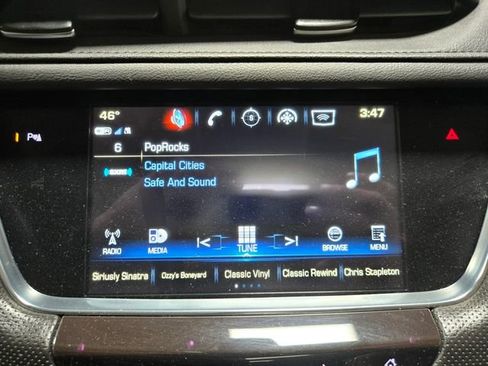 46° 3:47
6 PopRocks
((SXM)) Capital Cities
Safe And Sound
RADIO MEDIA TUNE BROWSE MENU
Siriusly Sinatra Ozzy's Boneyard Classic Vinyl Classic Rewind Chris Stapleton